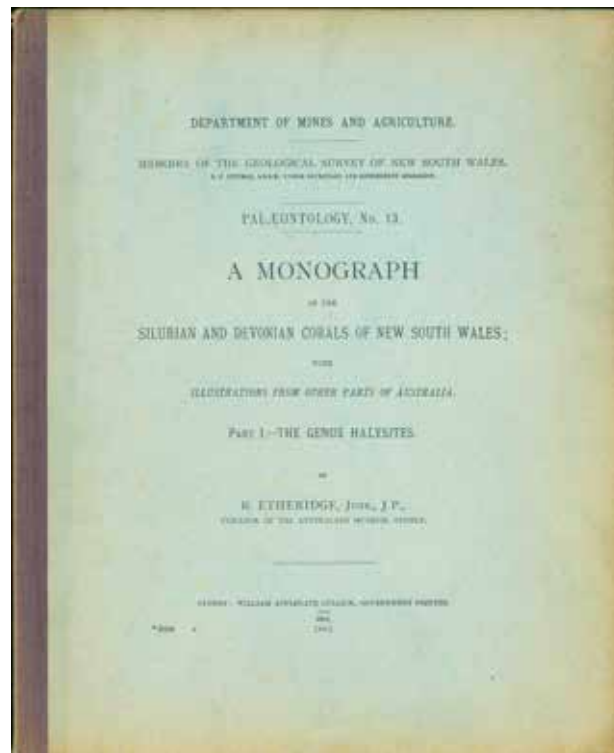 DEPARTMENT OF MINES AND AGRICULTURE.
MEMOIRS OF THE GEOLOGICAL SURVEY OF NEW SOUTH WALES.
PALÆONTOLOGY, No. 13.
A MONOGRAPH
OF THE
SILURIAN AND DEVONIAN CORALS OF NEW SOUTH WALES;
WITH
ILLUSTRATIONS FROM OTHER PARTS OF AUSTRALIA.
PART I.—THE GENUS HALYSITES.
BY
R. ETHERIDGE, JUNR., J.P.,
CURATOR OF THE AUSTRALIAN MUSEUM, SYDNEY.
SYDNEY: WILLIAM APPLEGATE GULLICK, GOVERNMENT PRINTER.